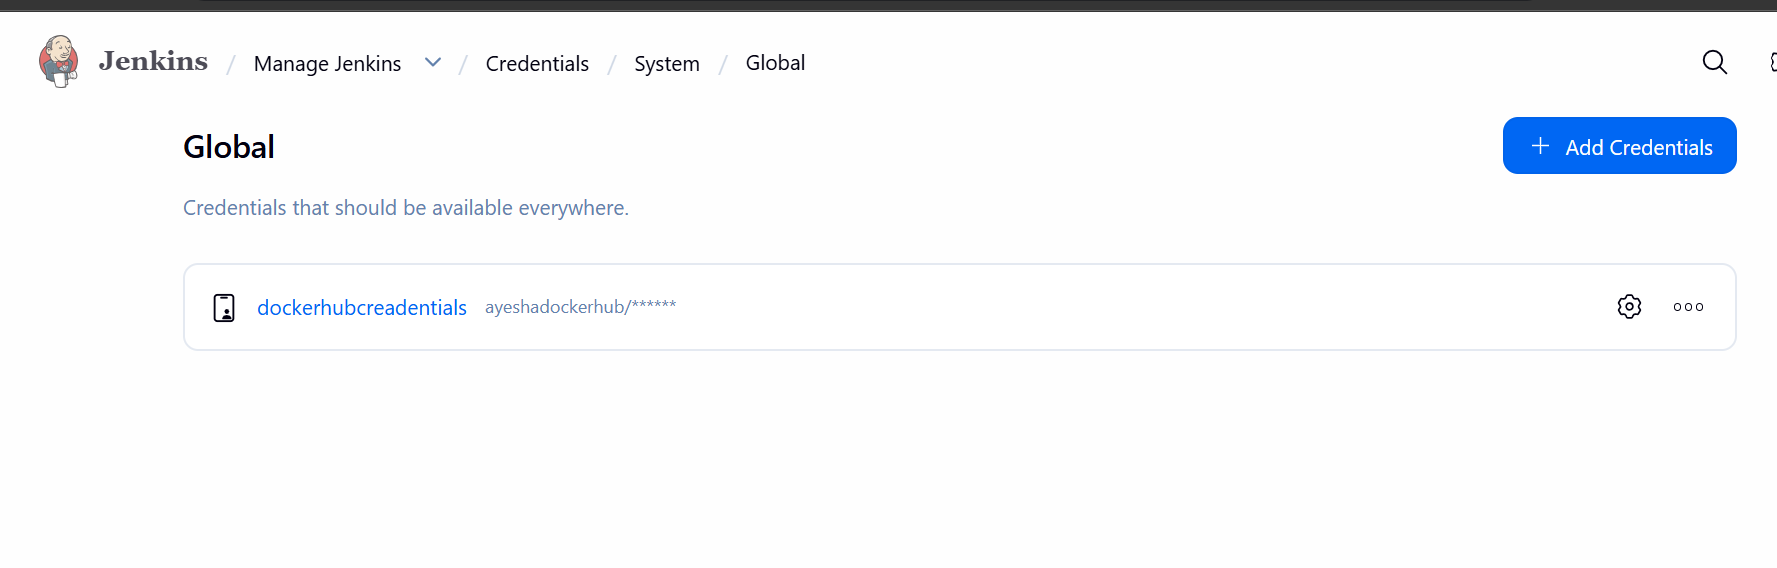 Jenkins / Manage Jenkins / Credentials / System / Global
Global
+ Add Credentials
Credentials that should be available everywhere.
dockerhubcreadentials ayeshadockerhub/******